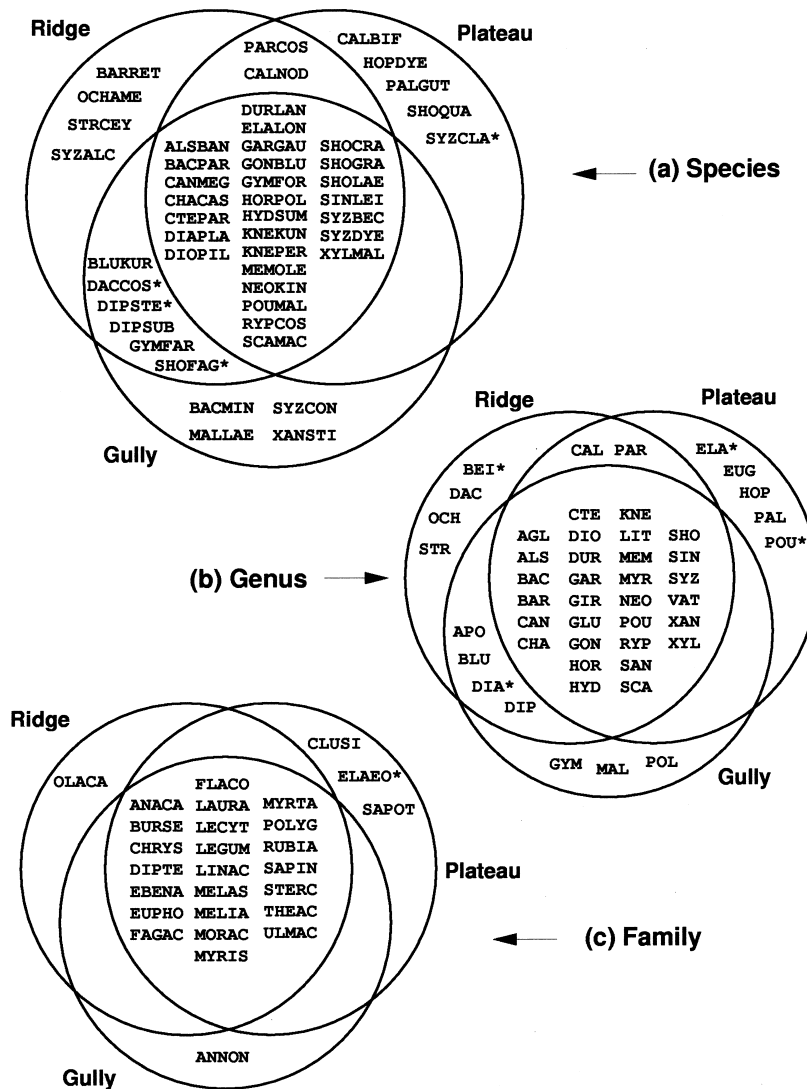 Ridge
Plateau
PARCOS
CALNOD
CALBIF
HOPDYE
PALGUT
SHOQUA
SYZCLA*
BARRET
OCHAME
STRCEY
SYZALC
DURLAN
ELALON
ALSBAN GARGAU SHOCRA
BACPAR GONBLU SHOGRA
CANMEG GYMFOR SHOLAE
CHACAS HORPOL SINLEI
CTEPAR HYDSUM SYZBEC
DIAPLA KNEKUN SYZDYE
DIOPIL KNEPER XYLMAL
MEMOLE
NEOKIN
POUMAL
RYPCOS
SCAMAC
BLUKUR
DACCOS*
DIPSTE*
DIPSUB
GYMFAR
SHOFAG*
BACMIN SYZCON
MALLAE XANSTI
Gully
(a) Species
Ridge
Plateau
CAL PAR
BEI*
DAC
OCH
STR
ELA*
EUG
HOP
PAL
POU*
CTE KNE
AGL DIO LIT SHO
ALS DUR MEM SIN
BAC GAR MYR SYZ
BAR GIR NEO VAT
CAN GLU POU XAN
CHA GON RYP XYL
HOR SAN
HYD SCA
APO
BLU
DIA*
DIP
GYM MAL POL
Gully
(b) Genus
Ridge
OLACA
CLUSI
ELAEO*
SAPOT
FLACO
ANACA LAURA MYRTA
BURSE LECYT POLYG
CHRYS LEGUM RUBIA
DIPTE LINAC SAPIN
EBENA MELAS STERC
EUPHO MELIA THEAC
FAGAC MORAC ULMAC
MYRIS
Plateau
ANNON
Gully
(c) Family